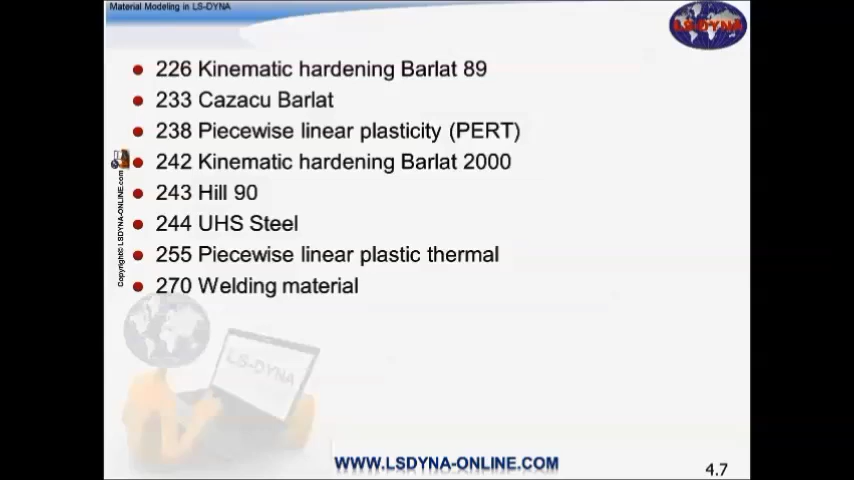 Material Modeling in LS-DYNA
LS-DYNA
226 Kinematic hardening Barlat 89
233 Cazacu Barlat
238 Piecewise linear plasticity (PERT)
242 Kinematic hardening Barlat 2000
243 Hill 90
244 UHS Steel
255 Piecewise linear plastic thermal
270 Welding material
Copyright© LSDYNA-ONLINE.com
LS-DYNA
WWW.LSDYNA-ONLINE.COM
4.7